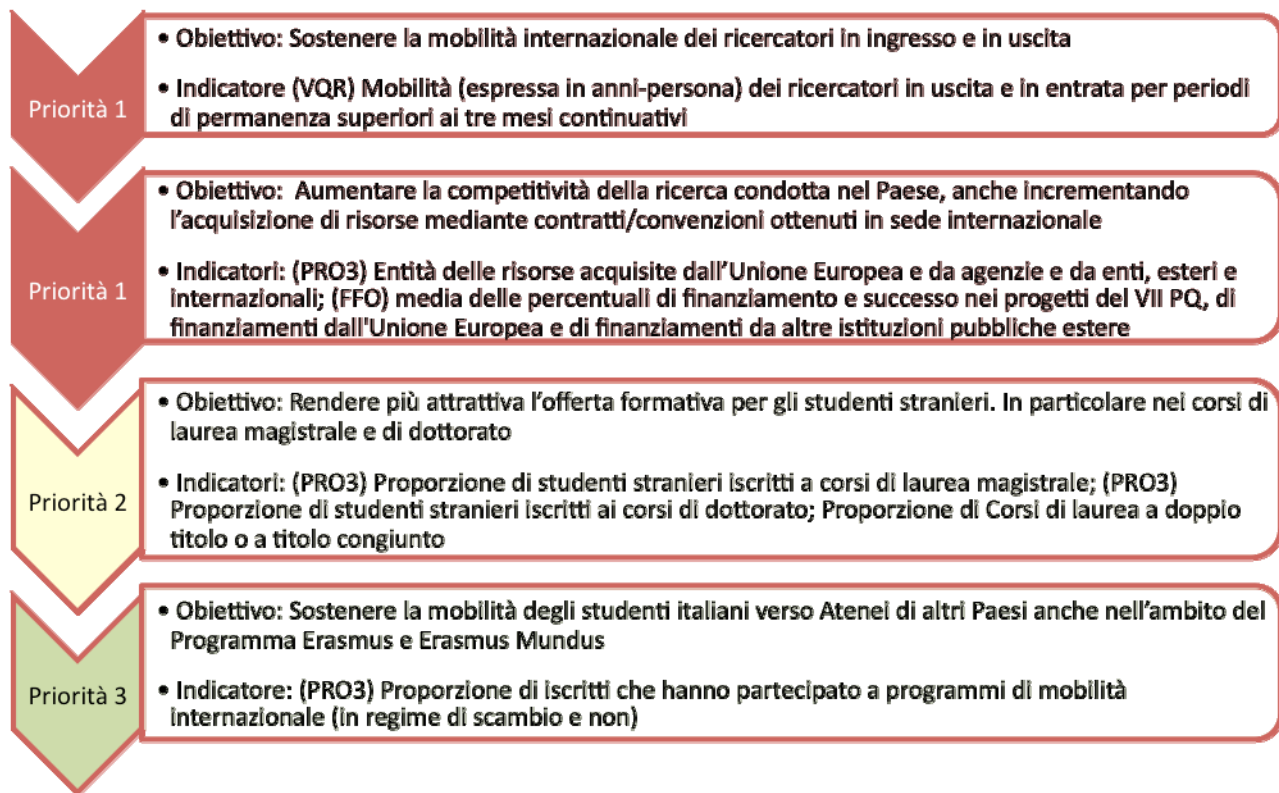 Priorità 1
• Obiettivo: Sostenere la mobilità internazionale dei ricercatori in ingresso e in uscita
• Indicatore (VQR) Mobilità (espressa in anni-persona) dei ricercatori in uscita e in entrata per periodi
di permanenza superiori ai tre mesi continuativi
Priorità 1
• Obiettivo: Aumentare la competitività della ricerca condotta nel Paese, anche incrementando
l'acquisizione di risorse mediante contratti/convenzioni ottenuti in sede internazionale
• Indicatori: (PRO3) Entità delle risorse acquisite dall'Unione Europea e da agenzie e da enti, esteri e
internazionali; (FFO) media delle percentuali di finanziamento e successo nei progetti del VII PQ, di
finanziamenti dall'Unione Europea e di finanziamenti da altre istituzioni pubbliche estere
Priorità 2
• Obiettivo: Rendere più attrattiva l'offerta formativa per gli studenti stranieri. In particolare nei corsi di
laurea magistrale e di dottorato
• Indicatori: (PRO3) Proporzione di studenti stranieri iscritti a corsi di laurea magistrale; (PRO3)
Proporzione di studenti stranieri iscritti ai corsi di dottorato; Proporzione di Corsi di laurea a doppio
titolo o a titolo congiunto
Priorità 3
• Obiettivo: Sostenere la mobilità degli studenti italiani verso Atenei di altri Paesi anche nell'ambito del
Programma Erasmus e Erasmus Mundus
• Indicatore: (PRO3) Proporzione di iscritti che hanno partecipato a programmi di mobilità
internazionale (in regime di scambio e non)